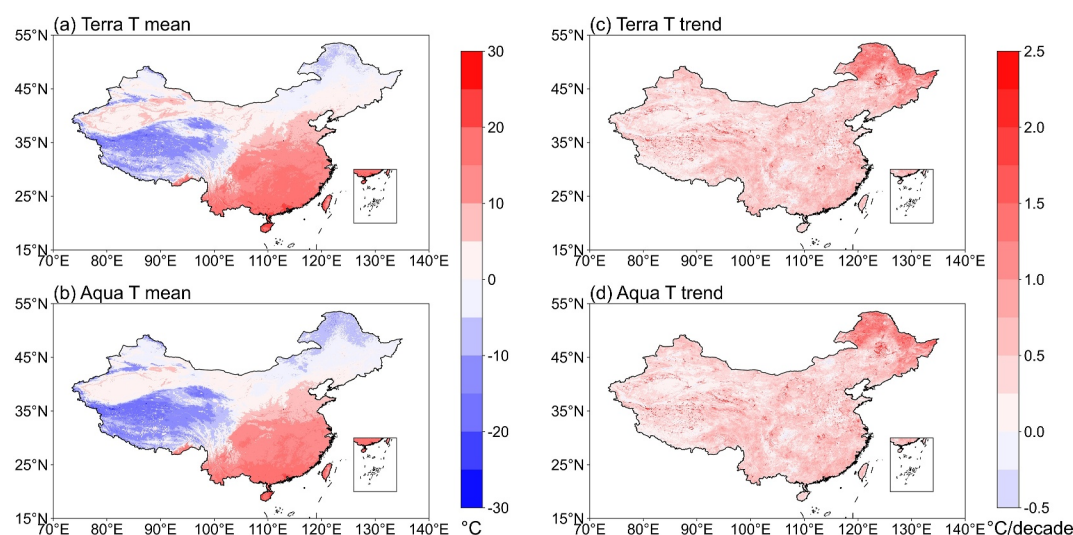 (a) Terra T mean
55°N
45°N
35°N
25°N
15°N
70°E 80°E 90°E 100°E 110°E 120°E 130°E 140°E
30
20
10
0
-10
-20
-30
°C
(c) Terra T trend
55°N
45°N
35°N
25°N
15°N
70°E 80°E 90°E 100°E 110°E 120°E 130°E 140°E
2.5
2.0
1.5
1.0
0.5
0.0
-0.5
°C/decade
(b) Aqua T mean
55°N
45°N
35°N
25°N
15°N
70°E 80°E 90°E 100°E 110°E 120°E 130°E 140°E
(d) Aqua T trend
55°N
45°N
35°N
25°N
15°N
70°E 80°E 90°E 100°E 110°E 120°E 130°E 140°E